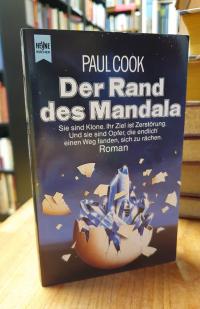 HEYNE
BÜCHER
PAUL COOK
Der Rand
des Mandala
Sie sind Klone. Ihr Ziel ist Zerstörung.
Und sie sind Opfer, die endlich
einen Weg fanden, sich zu rächen.
Roman